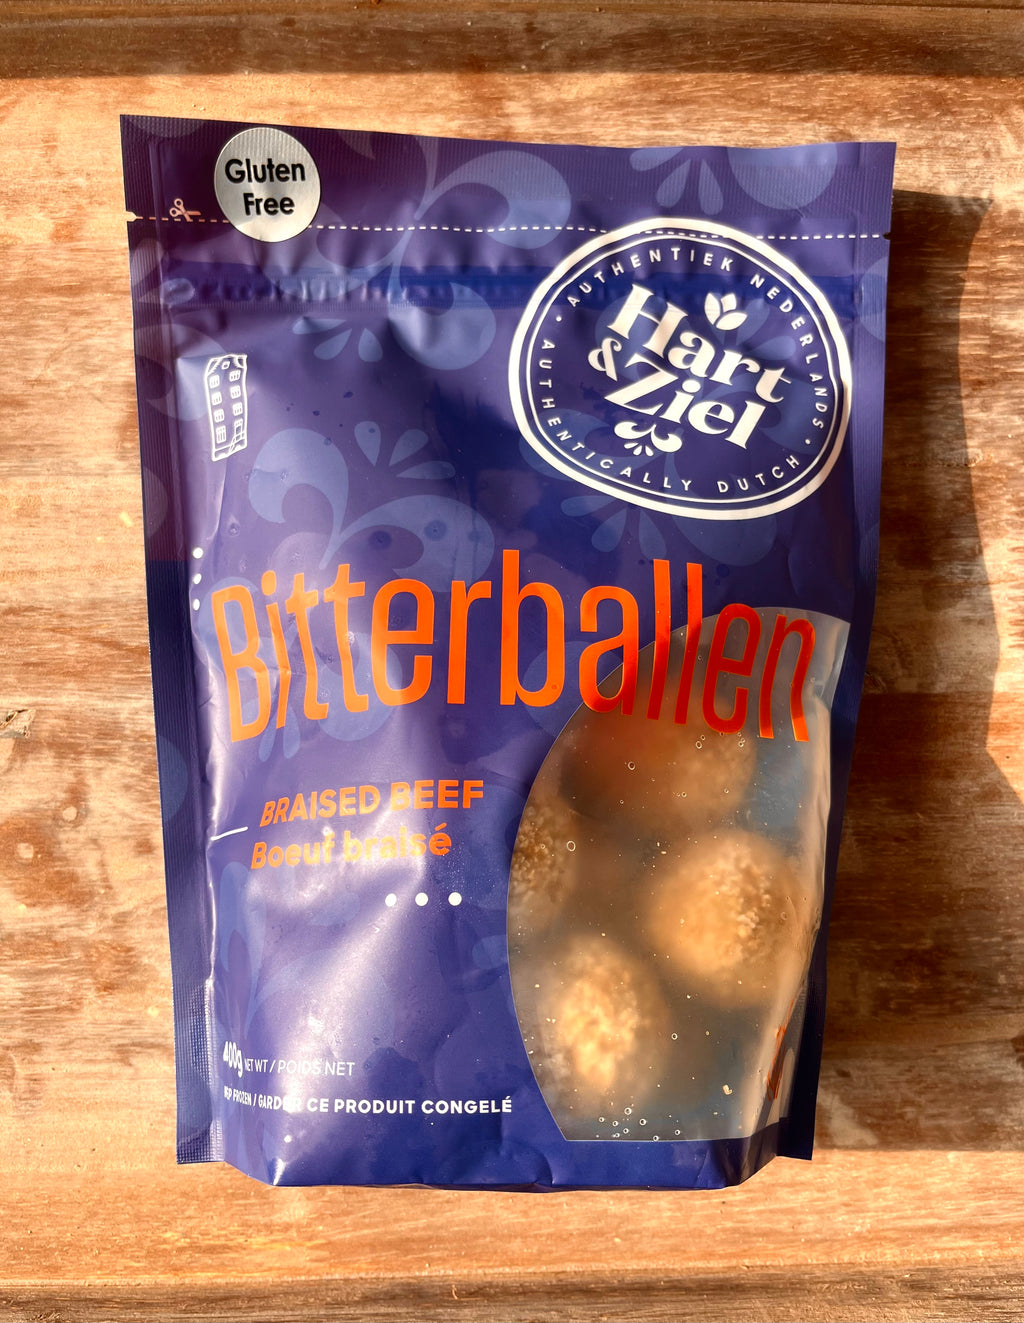 Gluten
Free
AUTHENTIEK NEDERLANDS
Hart
& Ziel
AUTHENTICALLY DUTCH
Bitterballen
BRAISED BEEF
Boeuf braisé
400g NET WT / POIDS NET
FROZEN / GARDER CE PRODUIT CONGELÉ